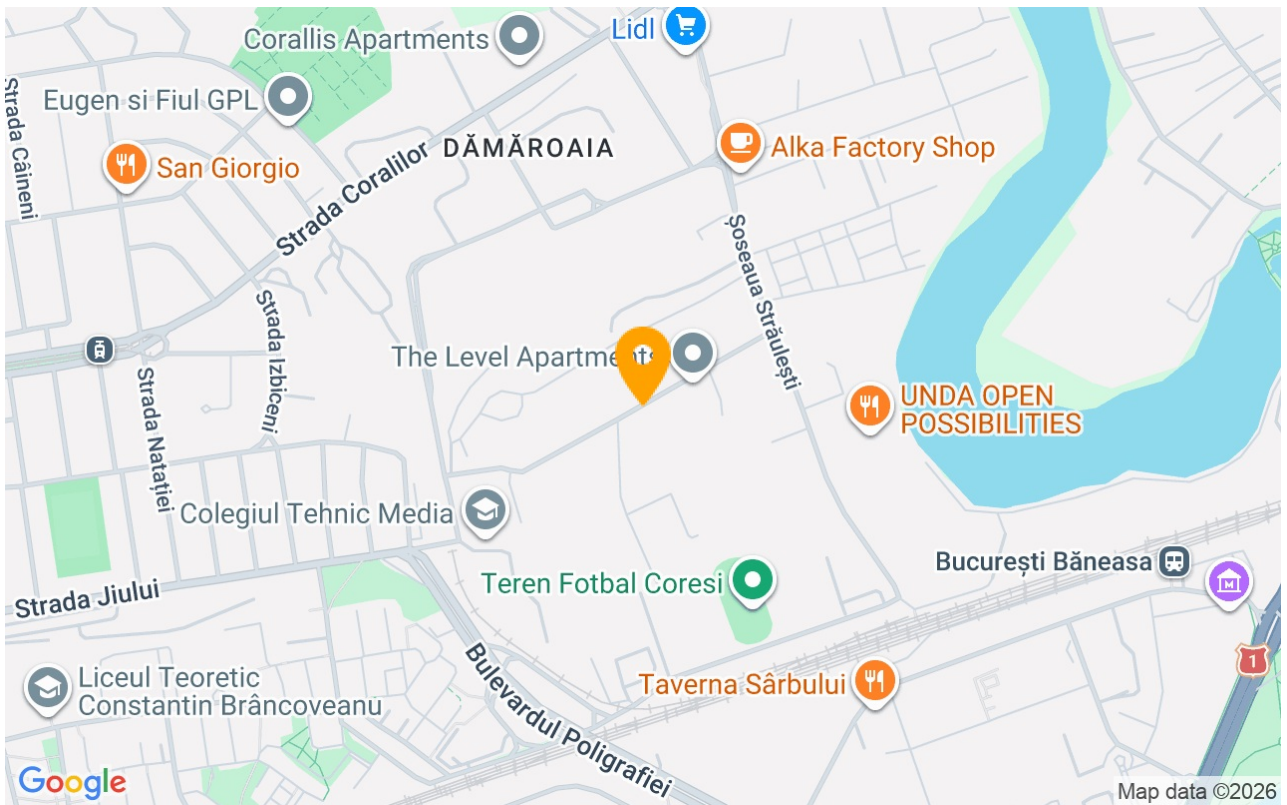 Lidl
Corallis Apartments
Eugen si Fiul GPL
Strada Câineni
DĂMĂROAIA
Alka Factory Shop
San Giorgio
Strada Coralilor
Șoseaua Străulești
Strada Izbiceni
The Level Apartments
Strada Natației
UNDA OPEN
POSSIBILITIES
Colegiul Tehnic Media
București Băneasa
M
Teren Fotbal Coresi
Strada Jiului
1
Liceul Teoretic
Constantin Brâncoveanu
Taverna Sârbului
Bulevardul Poligrafiei
Google
Map data ©2026